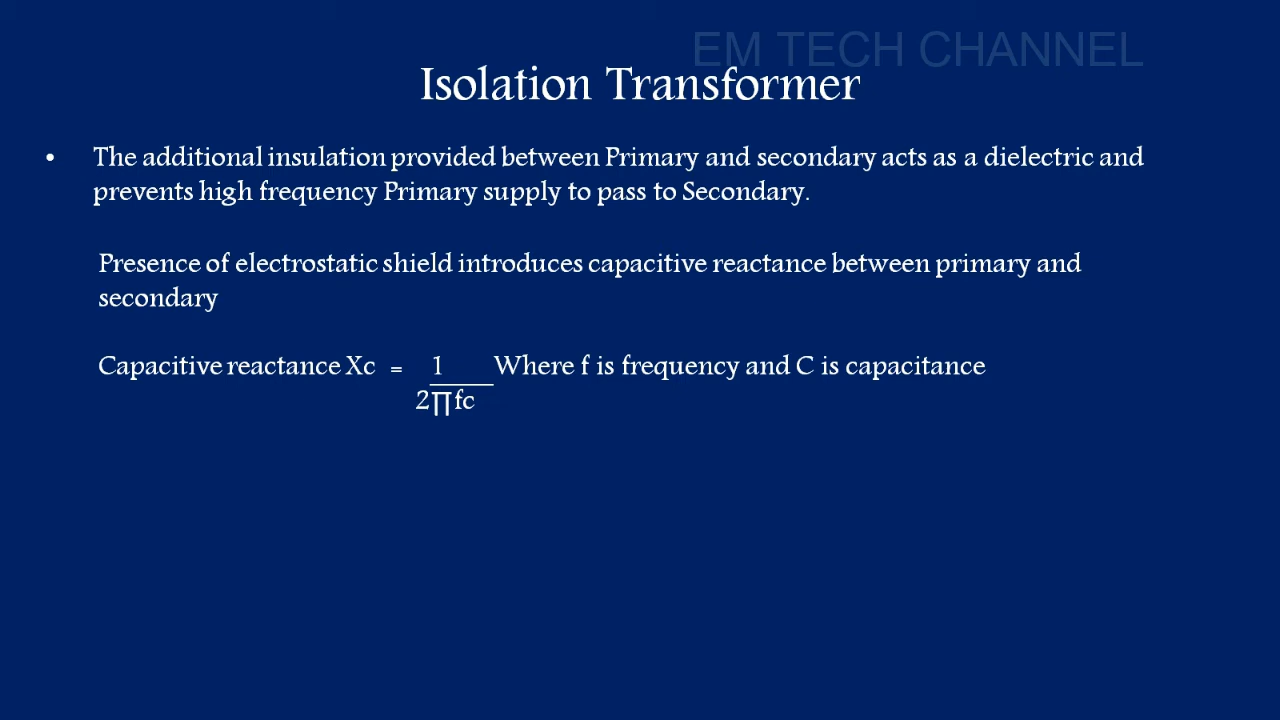 EM TECH CHANNEL
Isolation Transformer
• The additional insulation provided between Primary and secondary acts as a dielectric and
prevents high frequency Primary supply to pass to Secondary.
Presence of electrostatic shield introduces capacitive reactance between primary and
secondary
Capacitive reactance Xc = 1 Where f is frequency and C is capacitance
2∏fc